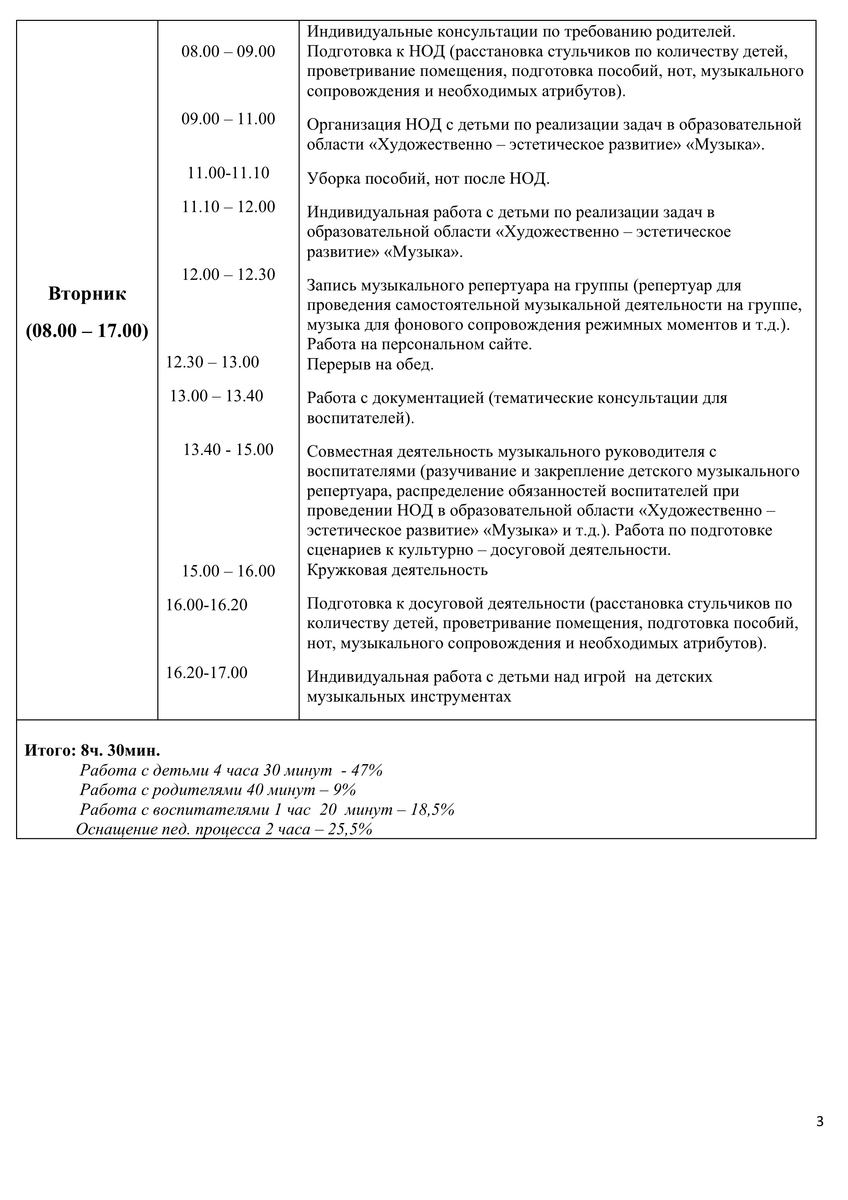 Индивидуальные консультации по требованию родителей.
08.00 – 09.00 Подготовка к НОД (расстановка стульчиков по количеству детей,
проветривание помещения, подготовка пособий, нот, музыкального
сопровождения и необходимых атрибутов).
09.00 – 11.00 Организация НОД с детьми по реализации задач в образовательной
области «Художественно – эстетическое развитие» «Музыка».
11.00-11.10 Уборка пособий, нот после НОД.
11.10 – 12.00 Индивидуальная работа с детьми по реализации задач в
образовательной области «Художественно – эстетическое
развитие» «Музыка».
12.00 – 12.30 Запись музыкального репертуара на группы (репертуар для
Вторник
проведения самостоятельной музыкальной деятельности на группе,
(08.00 – 17.00)
музыка для фонового сопровождения режимных моментов и т.д.).
Работа на персональном сайте.
12.30 – 13.00 Перерыв на обед.
13.00 – 13.40 Работа с документацией (тематические консультации для
воспитателей).
13.40 - 15.00 Совместная деятельность музыкального руководителя с
воспитателями (разучивание и закрепление детского музыкального
репертуара, распределение обязанностей воспитателей при
проведении НОД в образовательной области «Художественно –
эстетическое развитие» «Музыка» и т.д.). Работа по подготовке
сценариев к культурно – досуговой деятельности.
15.00 – 16.00 Кружковая деятельность
16.00-16.20 Подготовка к досуговой деятельности (расстановка стульчиков по
количеству детей, проветривание помещения, подготовка пособий,
нот, музыкального сопровождения и необходимых атрибутов).
16.20-17.00 Индивидуальная работа с детьми над игрой на детских
музыкальных инструментах
Итого: 8ч. 30мин.
Работа с детьми 4 часа 30 минут - 47%
Работа с родителями 40 минут – 9%
Работа с воспитателями 1 час 20 минут – 18,5%
Оснащение пед. процесса 2 часа – 25,5%
3